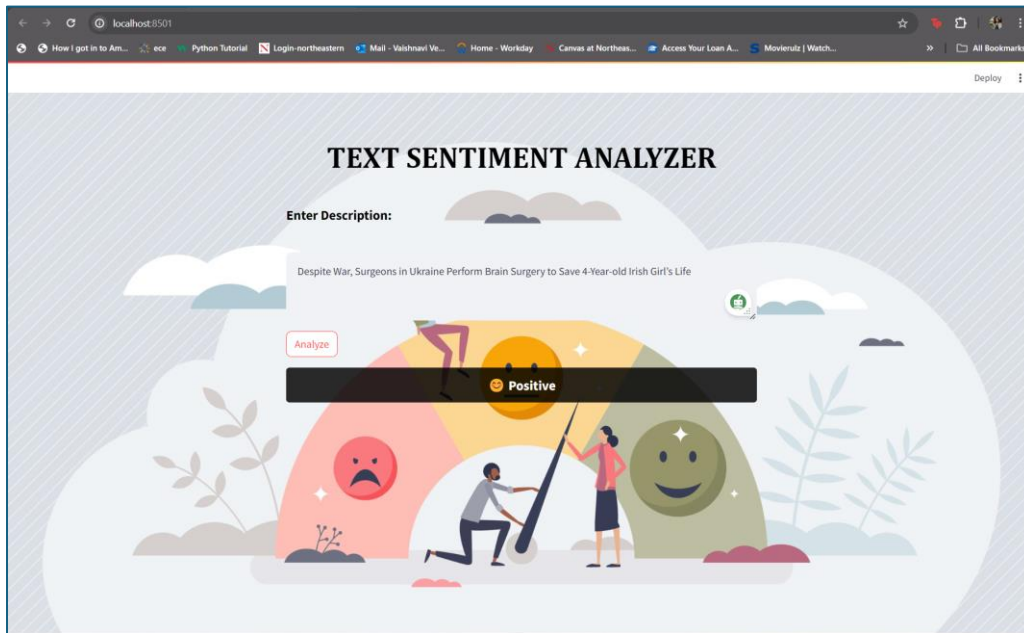 localhost:8501
How I got in to Am... ece Python Tutorial Login-northeastern Mail - Vaishnavi Ve... Home - Workday Canvas at Northeas... Access Your Loan A... Movierulz | Watch... » All Bookmarks
Deploy
TEXT SENTIMENT ANALYZER
Enter Description:
Despite War, Surgeons in Ukraine Perform Brain Surgery to Save 4-Year-old Irish Girl's Life
Analyze
Positive